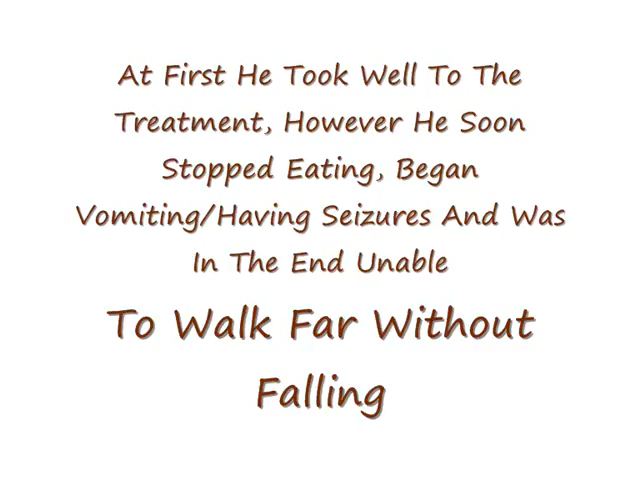 At First He Took Well To The
Treatment, However He Soon
Stopped Eating, Began
Vomiting/Having Seizures And Was
In The End Unable
To Walk Far Without
Falling